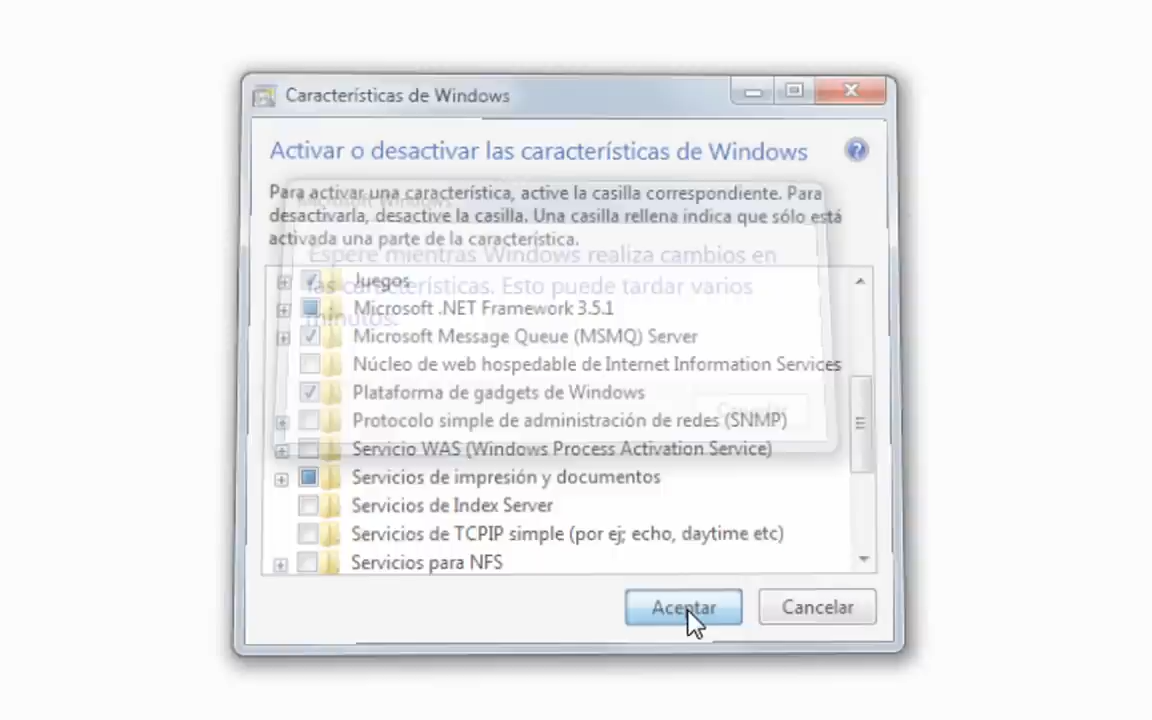 Características de Windows
Activar o desactivar las características de Windows
Para activar una característica, active la casilla correspondiente. Para
desactivarla, desactive la casilla. Una casilla rellena indica que sólo está
activada una parte de la característica.
Microsoft Windows
Espere mientras Windows realiza cambios en
las características. Esto puede tardar varios
minutos.
Cancelar
Juegos
Microsoft .NET Framework 3.5.1
Microsoft Message Queue (MSMQ) Server
Núcleo de web hospedable de Internet Information Services
Plataforma de gadgets de Windows
Protocolo simple de administración de redes (SNMP)
Servicio WAS (Windows Process Activation Service)
Servicios de impresión y documentos
Servicios de Index Server
Servicios de TCPIP simple (por ej; echo, daytime etc)
Servicios para NFS
Aceptar
Cancelar